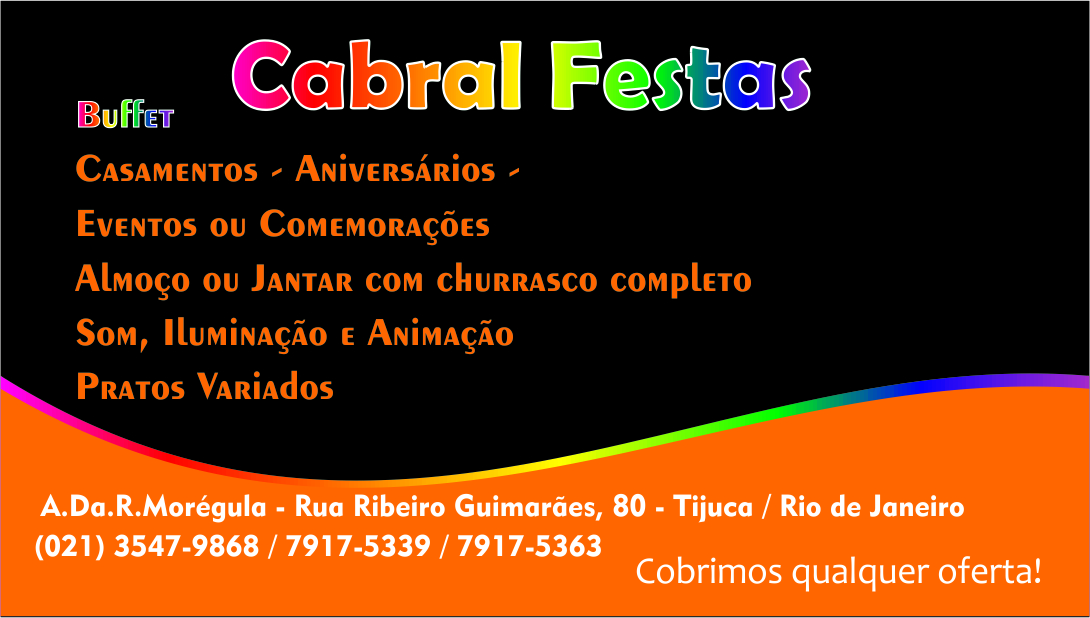 Cabral Festas
Buffet
Casamentos - Aniversários -
Eventos ou Comemorações
Almoço ou Jantar com churrasco completo
Som, Iluminação e Animação
Pratos Variados
A.Da.R.Morégula - Rua Ribeiro Guimarães, 80 - Tijuca / Rio de Janeiro
(021) 3547-9868 / 7917-5339 / 7917-5363
Cobrimos qualquer oferta!